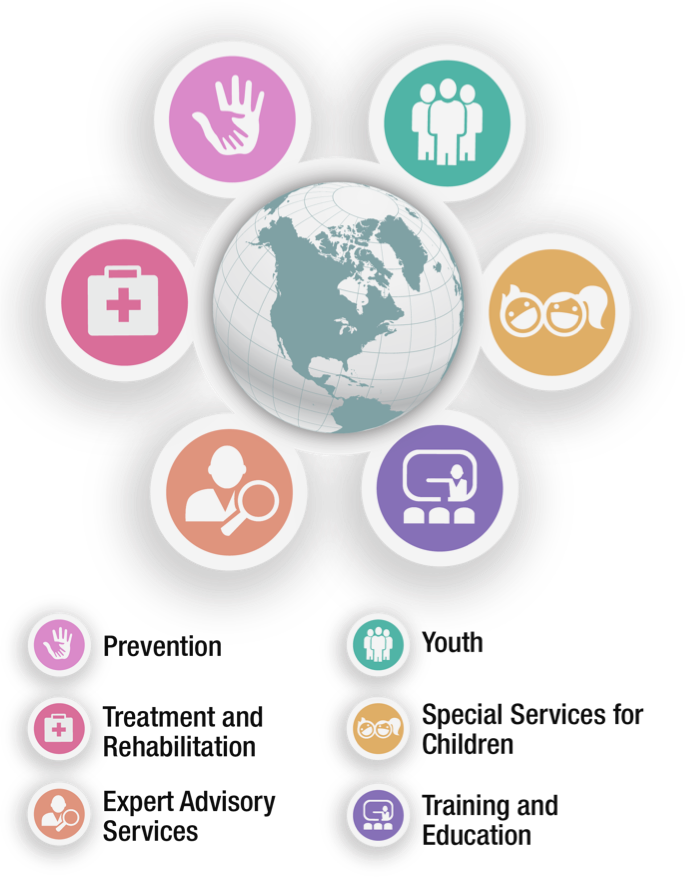 Prevention
Youth
Treatment and
Rehabilitation
Special Services for
Children
Expert Advisory
Services
Training and
Education